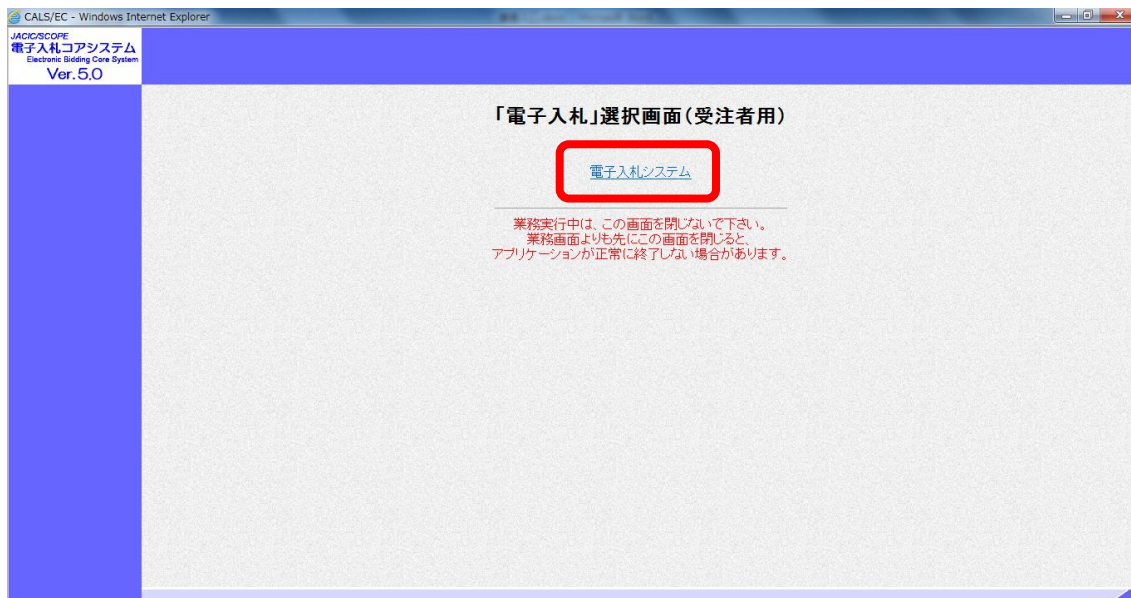 CALS/EC - Windows Internet Explorer
JACIC/SCOPE
電子入札コアシステム
Electronic Bidding Core System
Ver.5.0
「電子入札」選択画面(受注者用)
電子入札システム
業務実行中は、この画面を閉じないで下さい。
業務画面よりも先にこの画面を閉じると、
アプリケーションが正常に終了しない場合があります。